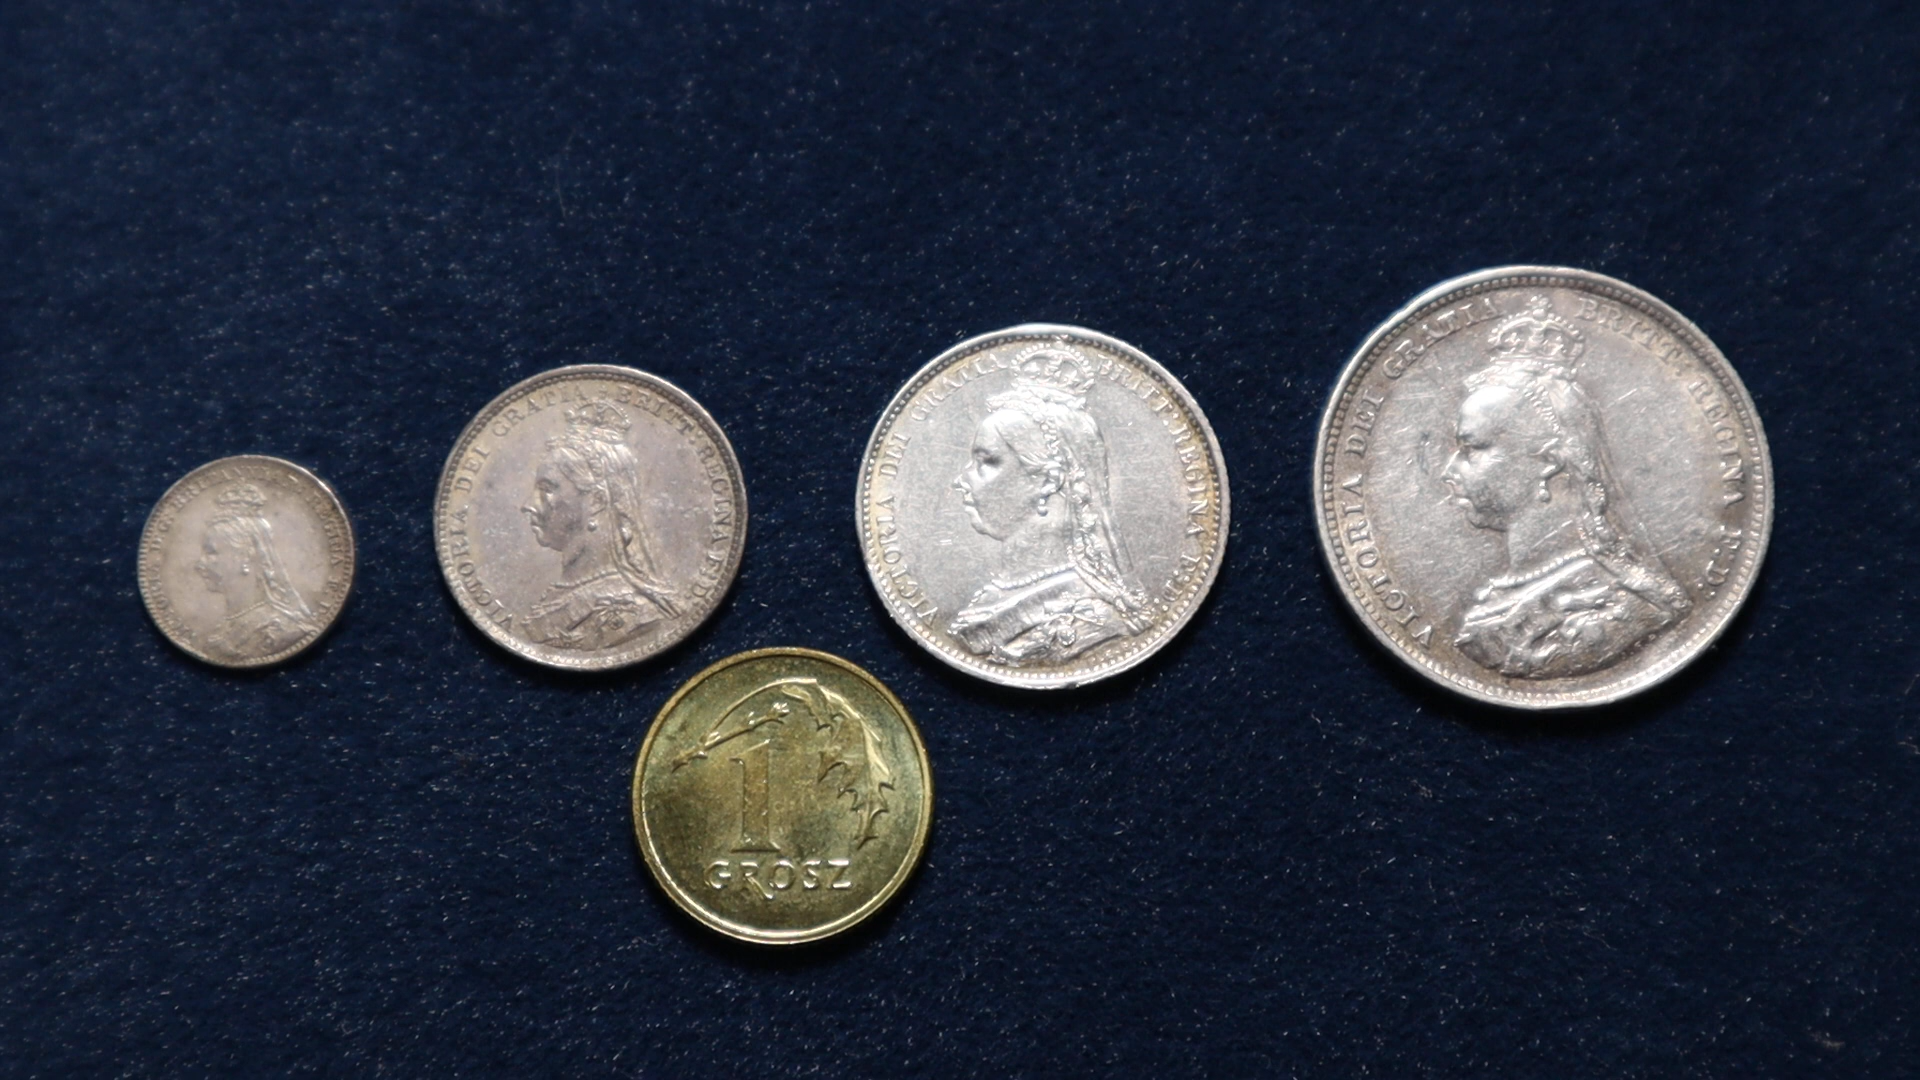 VICTORIA DEI GRATIA BRITT: REGINA F:D:
VICTORIA DEI GRATIA BRITT: REGINA F:D:
VICTORIA DEI GRATIA BRITT: REGINA F:D:
1
GROSZ